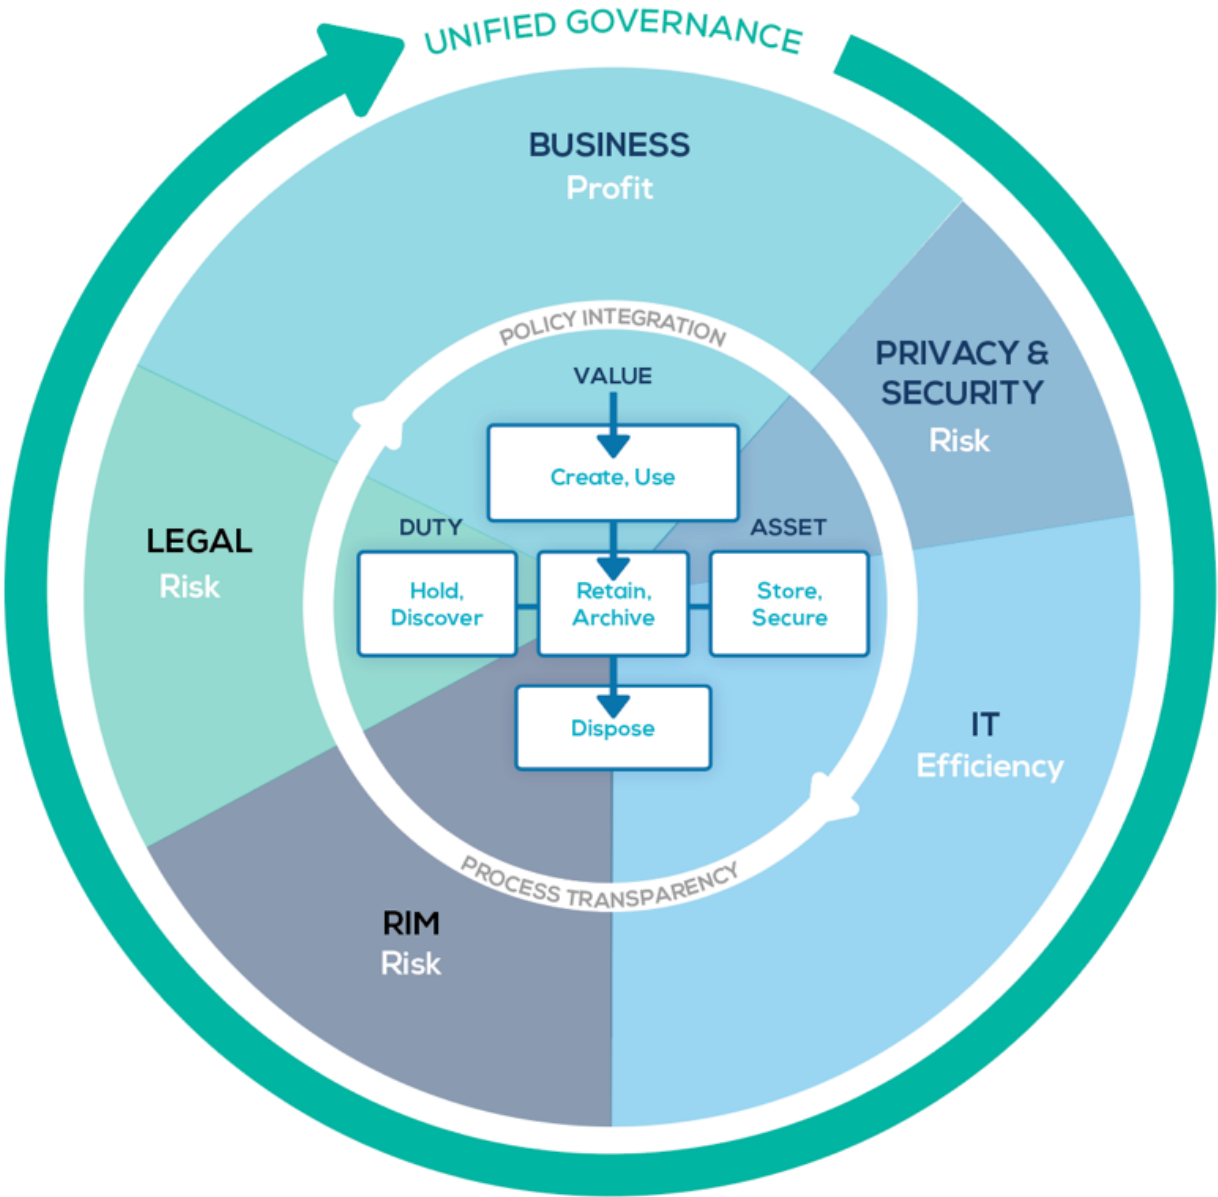 UNIFIED GOVERNANCE
BUSINESS
Profit
PRIVACY &
SECURITY
Risk
POLICY INTEGRATION
VALUE
Create, Use
DUTY
ASSET
Hold,
Discover
Retain,
Archive
Store,
Secure
LEGAL
Risk
Dispose
IT
Efficiency
PROCESS TRANSPARENCY
RIM
Risk